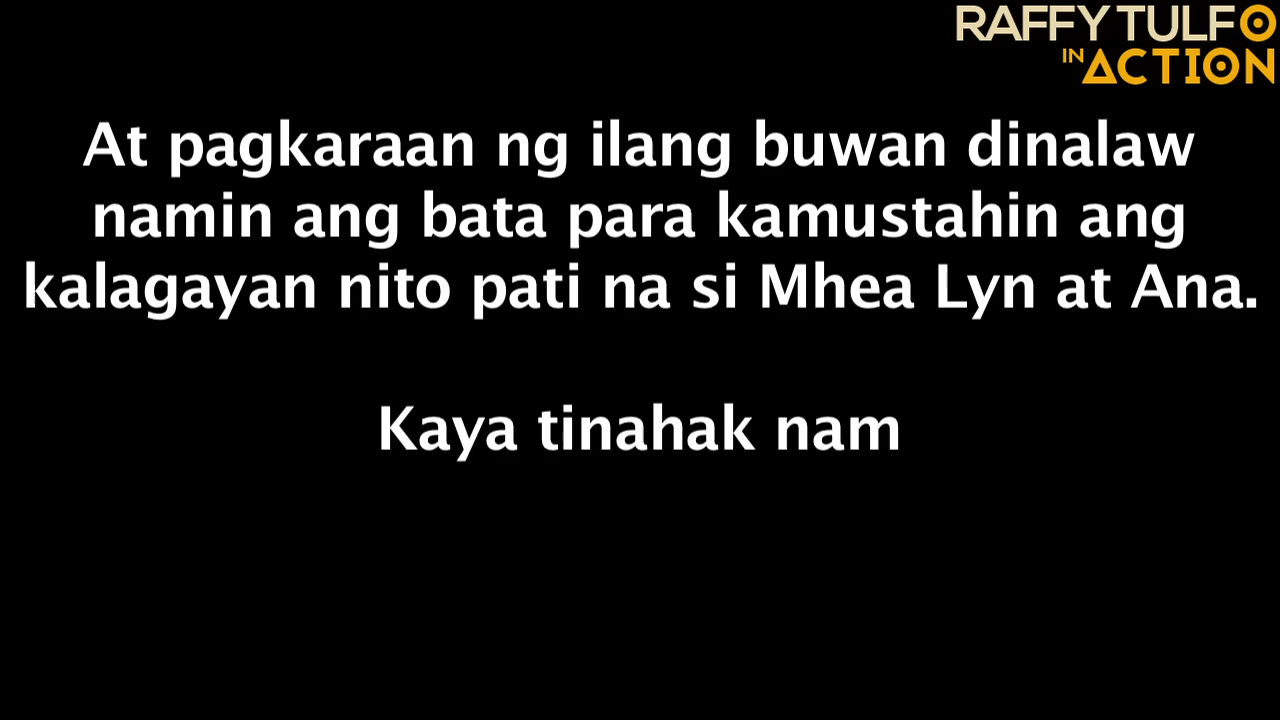 RAFFY TULFO
IN ACTION
At pagkaraan ng ilang buwan dinalaw
namin ang bata para kamustahin ang
kalagayan nito pati na si Mhea Lyn at Ana.
Kaya tinahak nam